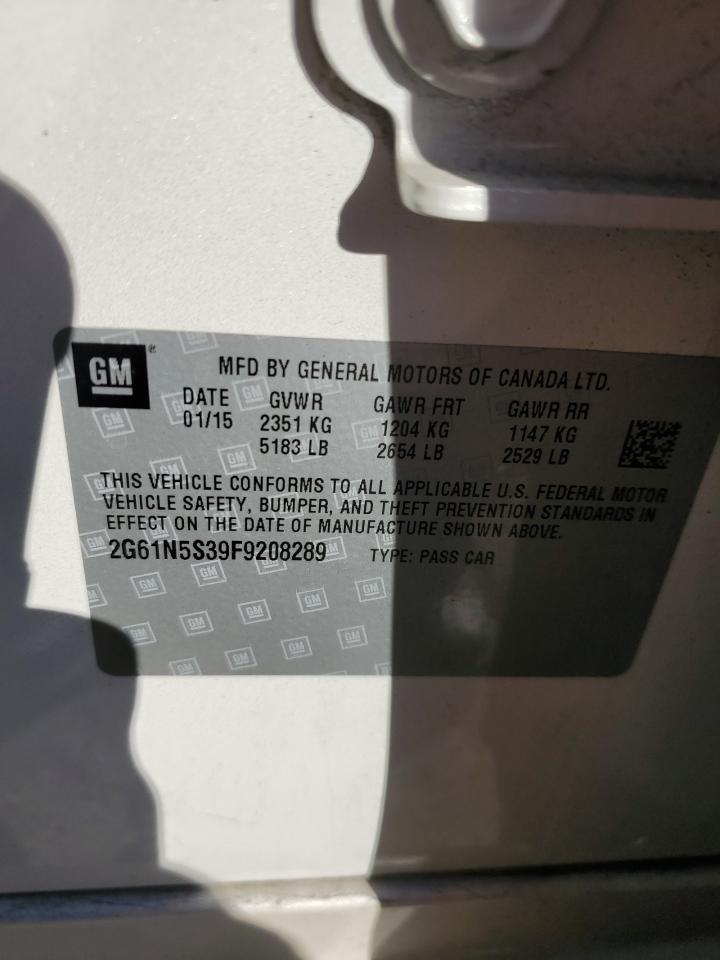 GM
MFD BY GENERAL MOTORS OF CANADA LTD.
DATE GVWR GAWR FRT GAWR RR
01/15 2351 KG 1204 KG 1147 KG
5183 LB 2654 LB 2529 LB
THIS VEHICLE CONFORMS TO ALL APPLICABLE U.S. FEDERAL MOTOR
VEHICLE SAFETY, BUMPER, AND THEFT PREVENTION STANDARDS IN
EFFECT ON THE DATE OF MANUFACTURE SHOWN ABOVE.
2G61N5S39F9208289 TYPE: PASS CAR